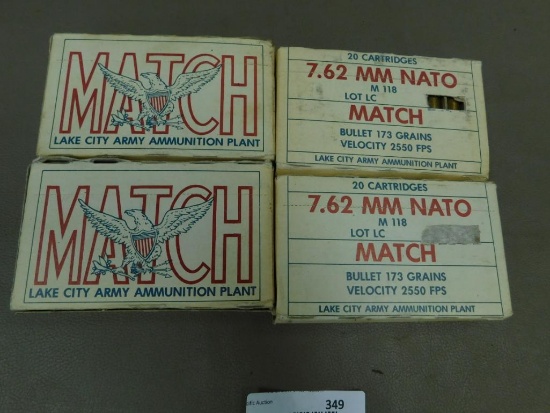 MATCH
LAKE CITY ARMY AMMUNITION PLANT
20 CARTRIDGES
7.62 MM NATO
M 118
LOT LC
MATCH
BULLET 173 GRAINS
VELOCITY 2550 FPS
LAKE CITY ARMY AMMUNITION PLANT
MATCH
LAKE CITY ARMY AMMUNITION PLANT
20 CARTRIDGES
7.62 MM NATO
M 118
LOT LC
MATCH
BULLET 173 GRAINS
VELOCITY 2550 FPS
LAKE CITY ARMY AMMUNITION PLANT
Auction
349